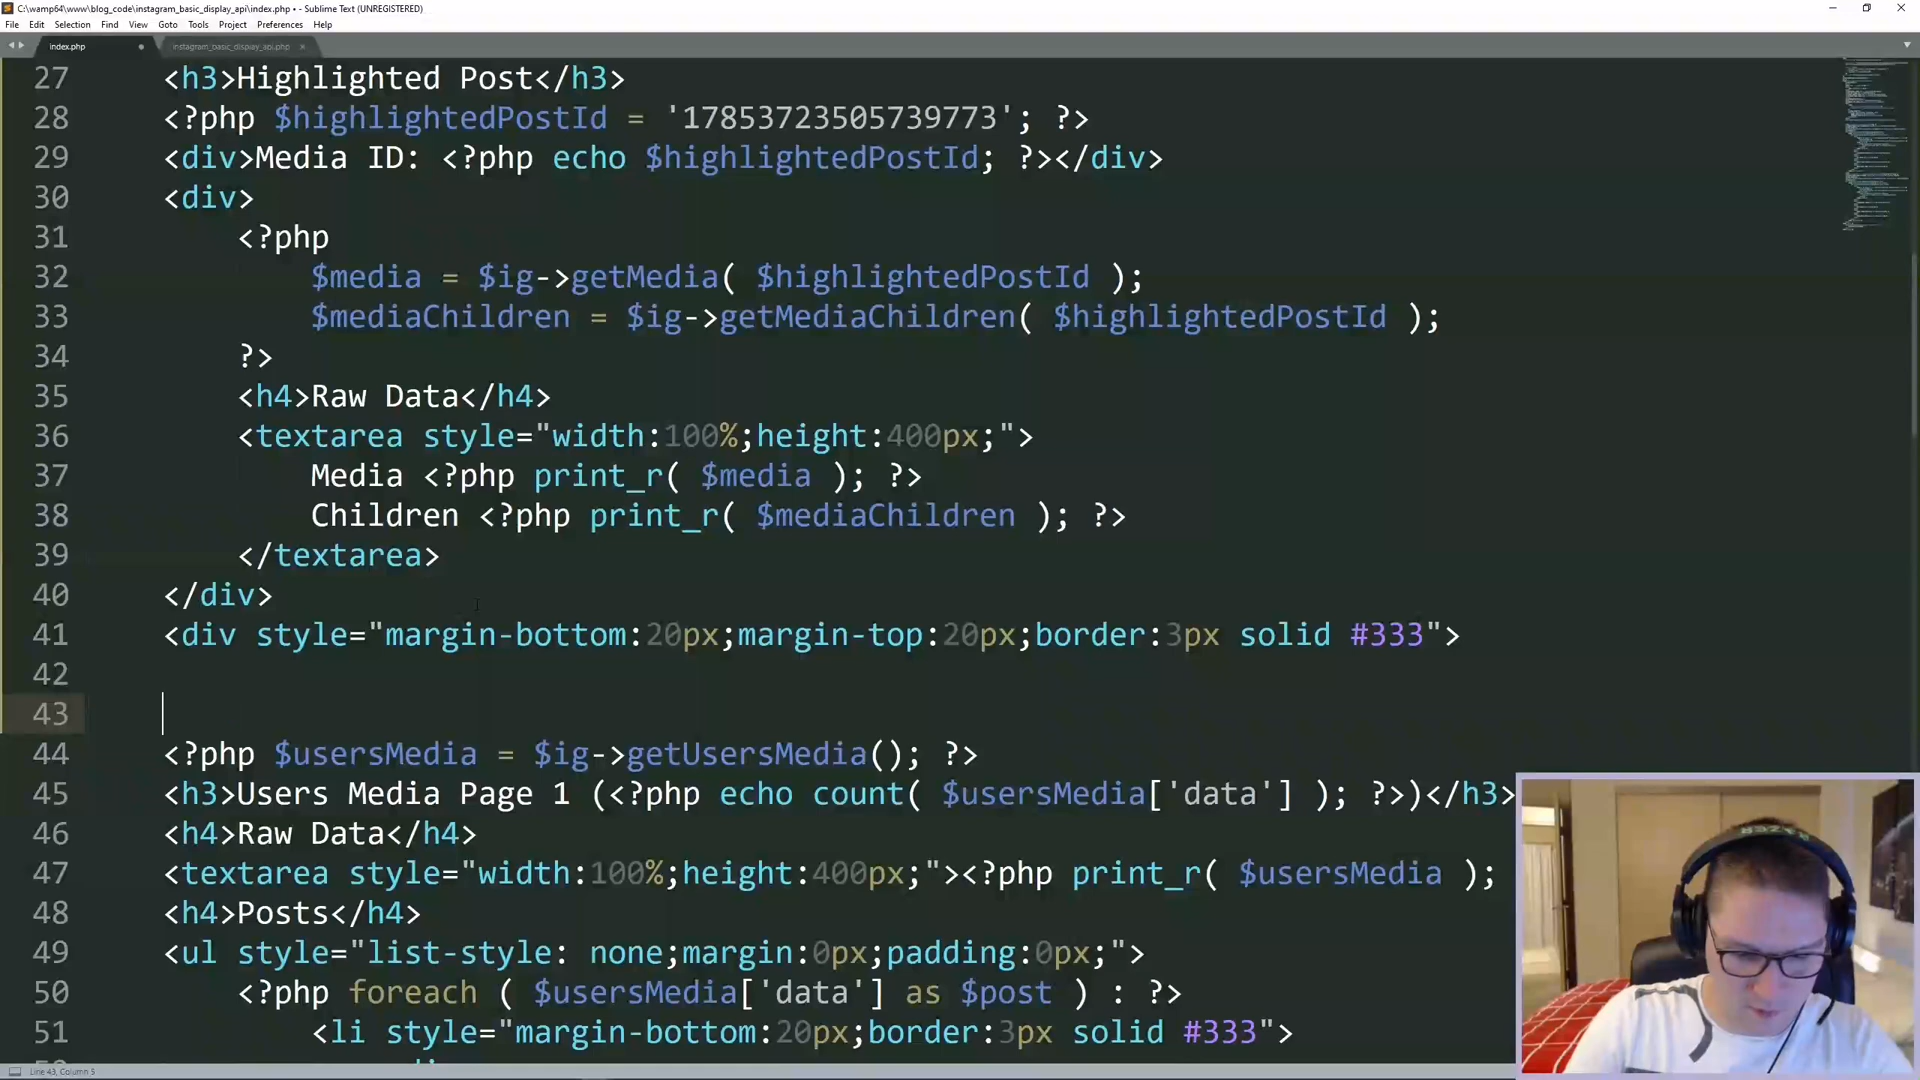 C:\wamp64\www\blog_code\instagram_basic_display_api\index.php • - Sublime Text (UNREGISTERED)
File Edit Selection Find View Goto Tools Project Preferences Help
index.php instagram_basic_display_api.php
27 <h3>Highlighted Post</h3>
28 <?php $highlightedPostId = '17853723505739773'; ?>
29 <div>Media ID: <?php echo $highlightedPostId; ?></div>
30 <div>
31 <?php
32 $media = $ig->getMedia( $highlightedPostId );
33 $mediaChildren = $ig->getMediaChildren( $highlightedPostId );
34 ?>
35 <h4>Raw Data</h4>
36 <textarea style="width:100%;height:400px;">
37 Media <?php print_r( $media ); ?>
38 Children <?php print_r( $mediaChildren ); ?>
39 </textarea>
40 </div>
41 <div style="margin-bottom:20px;margin-top:20px;border:3px solid #333">
42
43
44 <?php $usersMedia = $ig->getUsersMedia(); ?>
45 <h3>Users Media Page 1 (<?php echo count( $usersMedia['data'] ); ?>)</h3>
46 <h4>Raw Data</h4>
47 <textarea style="width:100%;height:400px;"><?php print_r( $usersMedia );
48 <h4>Posts</h4>
49 <ul style="list-style: none;margin:0px;padding:0px;">
50 <?php foreach ( $usersMedia['data'] as $post ) : ?>
51 <li style="margin-bottom:20px;border:3px solid #333">
Line 43, Column 5
RAZER